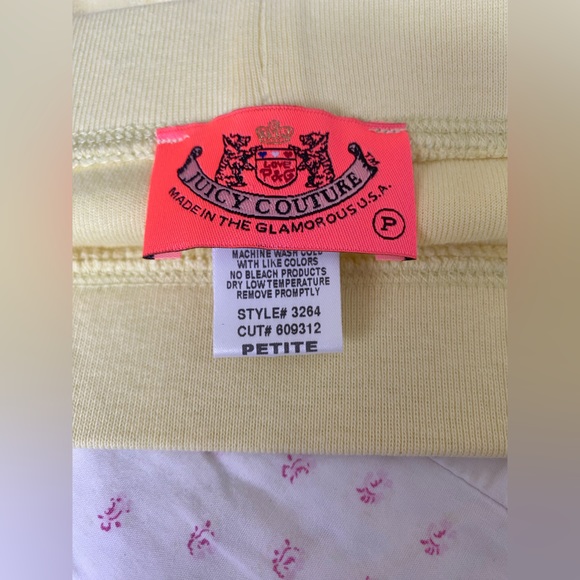 Love
P&G
JUICY COUTURE
MADE IN THE GLAMOROUS U.S.A.
P
MACHINE WASH COLD
WITH LIKE COLORS
NO BLEACH PRODUCTS
DRY LOW TEMPERATURE
REMOVE PROMPTLY
STYLE# 3264
CUT# 609312
PETITE